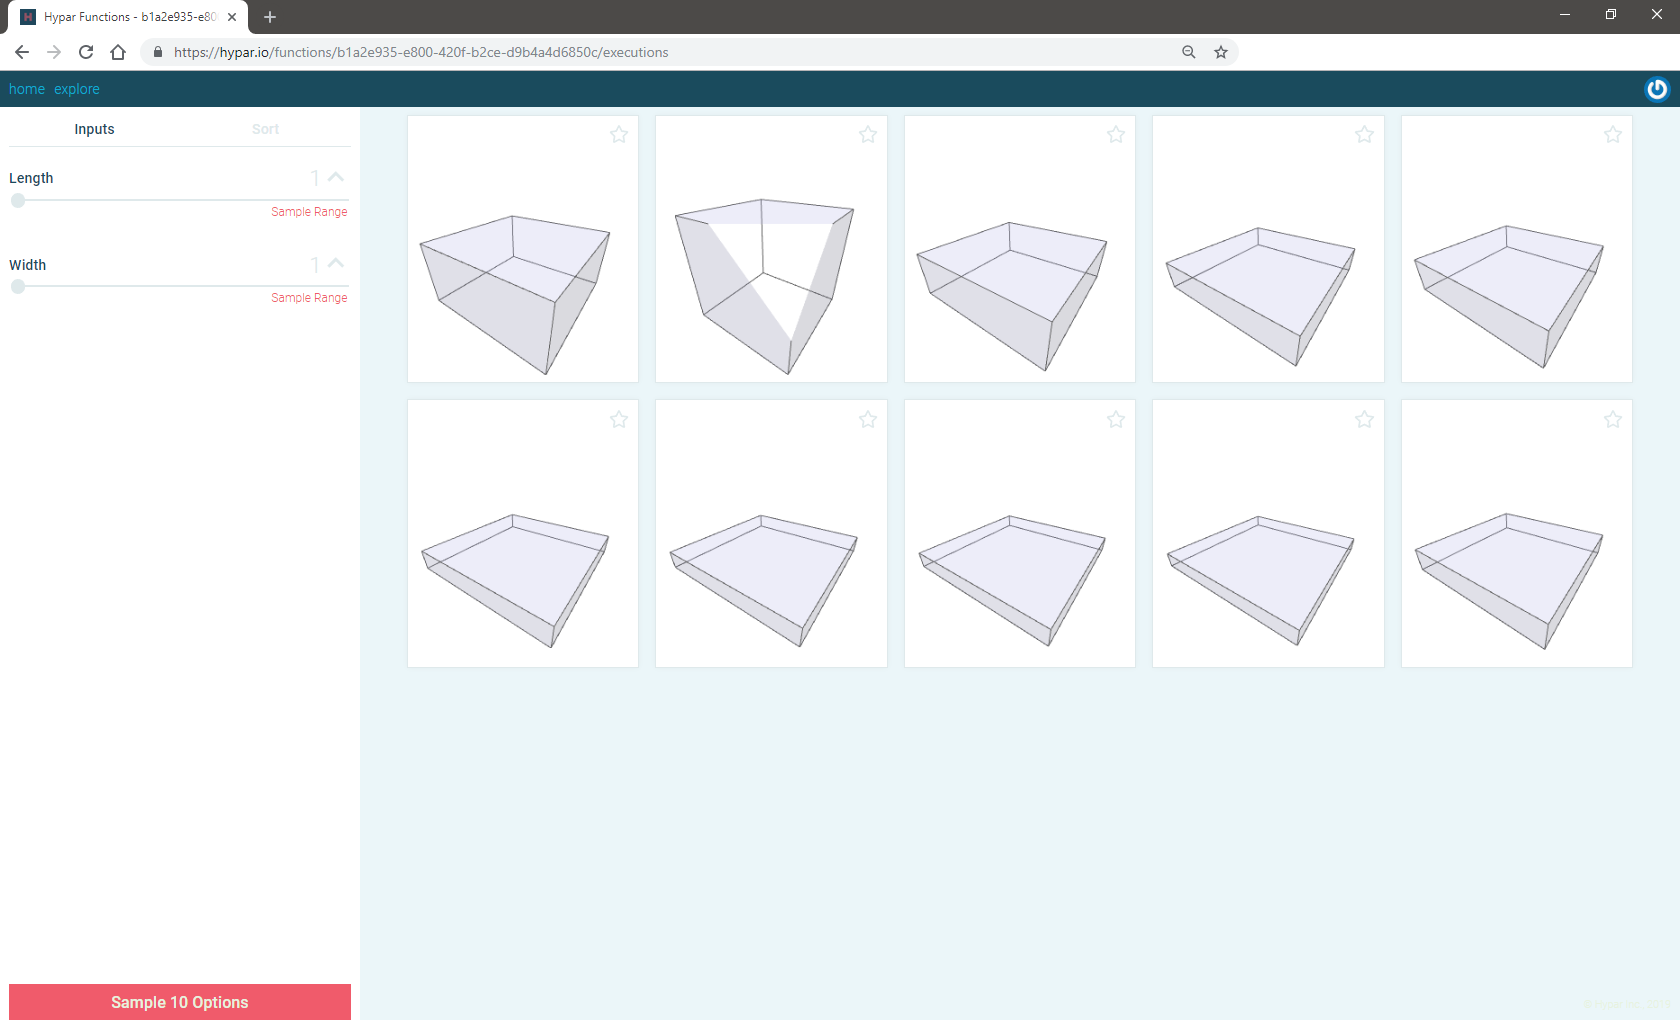 Hypar Functions - b1a2e935-e80
https://hypar.io/functions/b1a2e935-e800-420f-b2ce-d9b4a4d6850c/executions
home explore
Inputs Sort
Length 1
Sample Range
Width 1
Sample Range
Sample 10 Options